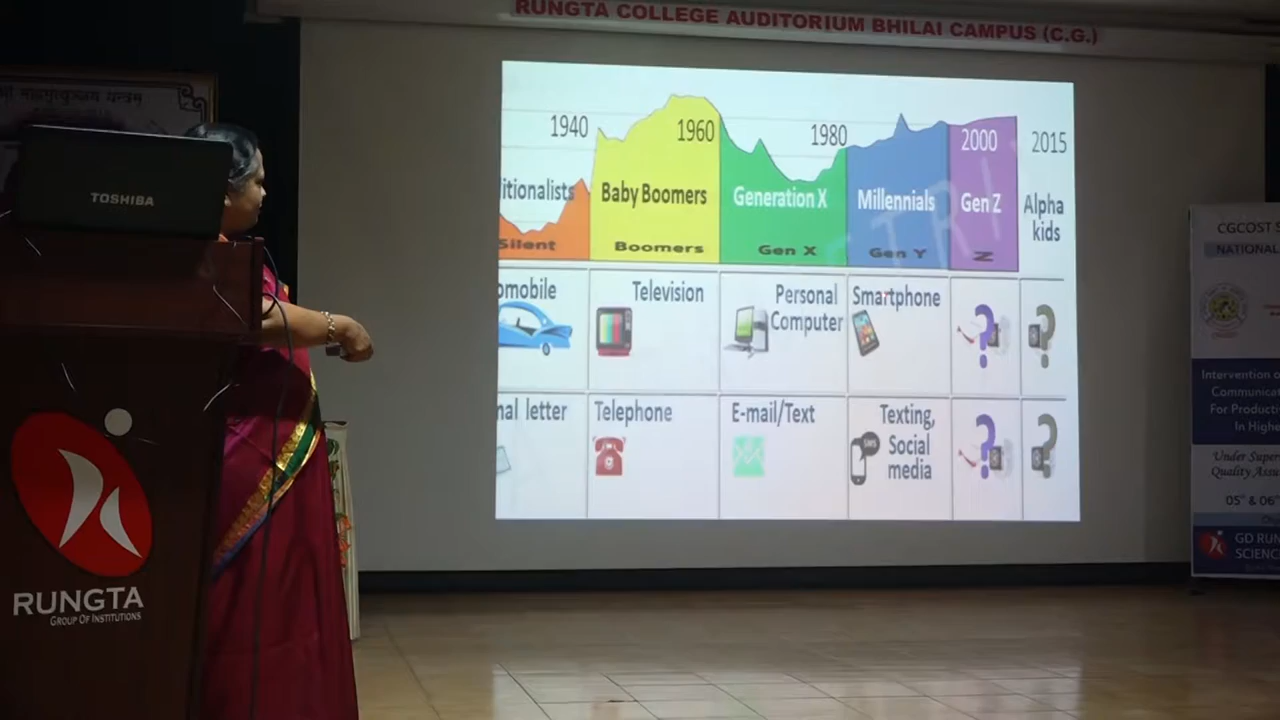 RUNGTA COLLEGE AUDITORIUM BHILAI CAMPUS (C.G.)
1940
1960
1980
2000
2015
itionalists
Baby Boomers
Generation X
Millennials
Gen Z
Alpha
kids
Silent
Boomers
Gen X
Gen Y
Z
omobile
Television
Personal
Computer
Smartphone
?
?
nal letter
Telephone
E-mail/Text
Texting,
Social
media
SMS
?
?
TOSHIBA
RUNGTA
GROUP OF INSTITUTIONS
CGCOST S
NATIONAL
Intervention o
Communicat
For Product
In Highe
Under Super
Quality Assu
05" & 06"
GD RUN
SCIENC